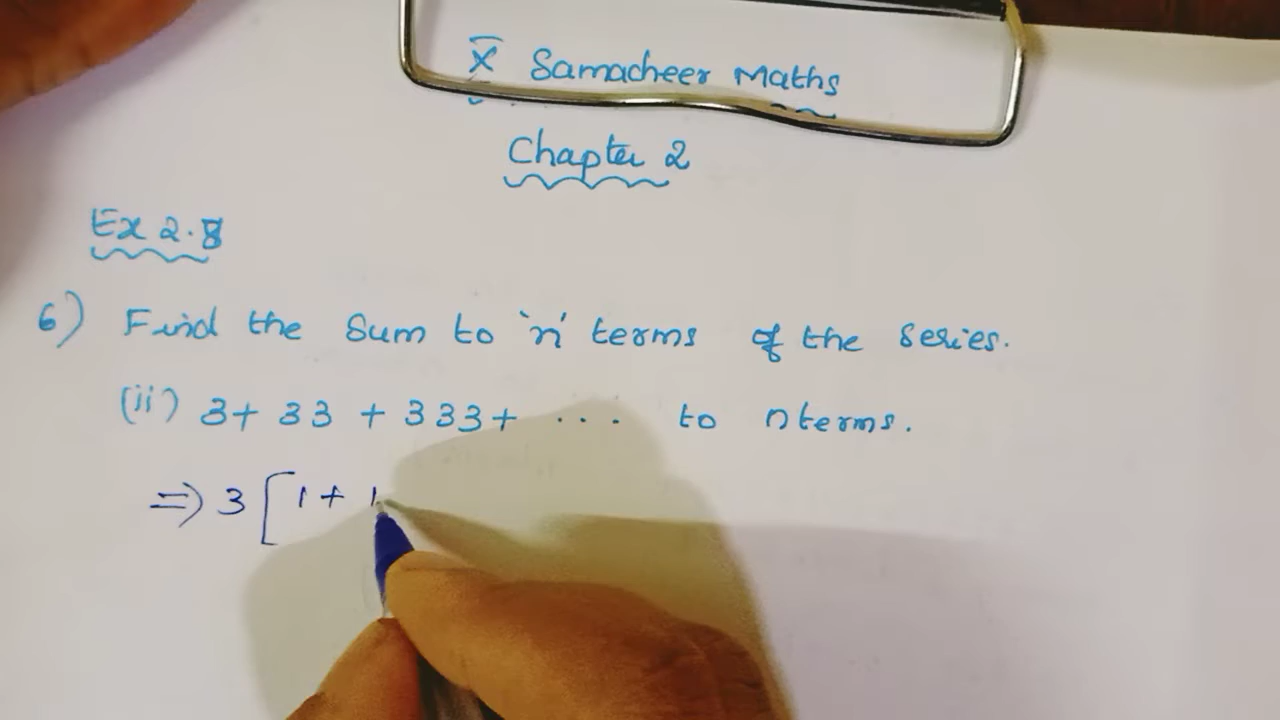 X Samacheer Maths
Chapter 2
Ex 2.8
6) Find the Sum to 'n' terms of the series.
(ii) 3+ 33 + 333+ ... to n terms.
=> 3 [ 1 + 1